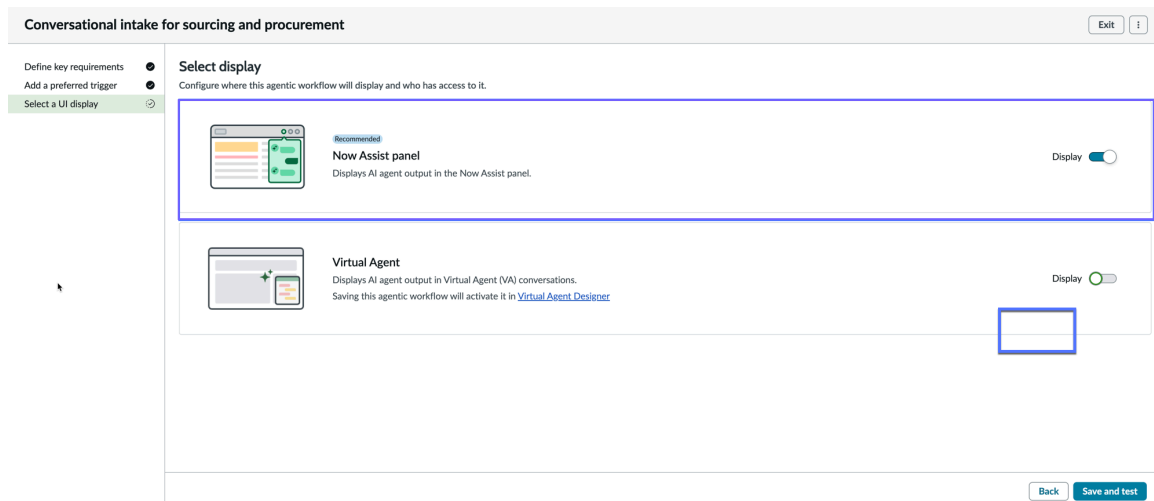 Conversational intake for sourcing and procurement
Exit
Define key requirements
Add a preferred trigger
Select a UI display
Select display
Configure where this agentic workflow will display and who has access to it.
Recommended
Now Assist panel
Displays AI agent output in the Now Assist panel.
Display
Virtual Agent
Displays AI agent output in Virtual Agent (VA) conversations.
Saving this agentic workflow will activate it in Virtual Agent Designer
Display
Back
Save and test